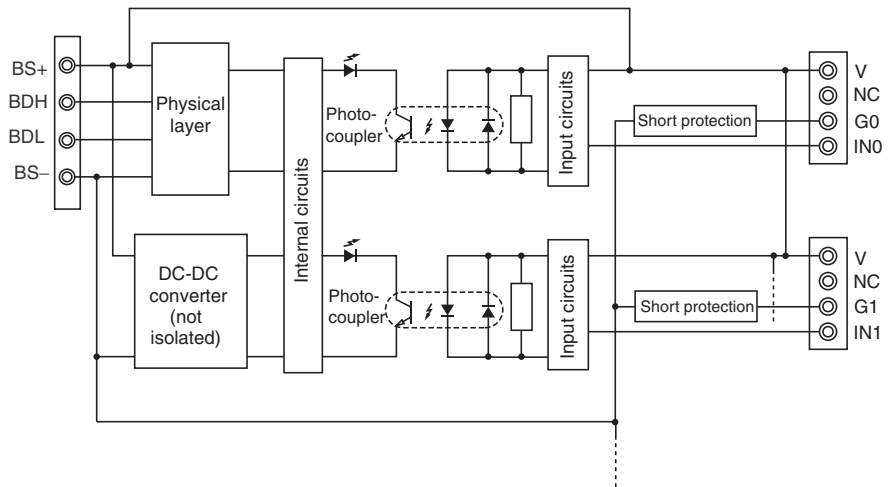 BS+
BDH
BDL
BS–
Physical
layer
DC-DC
converter
(not
isolated)
Internal circuits
Photo-
coupler
Input circuits
Short protection
V
NC
G0
IN0
Photo-
coupler
Input circuits
Short protection
V
NC
G1
IN1